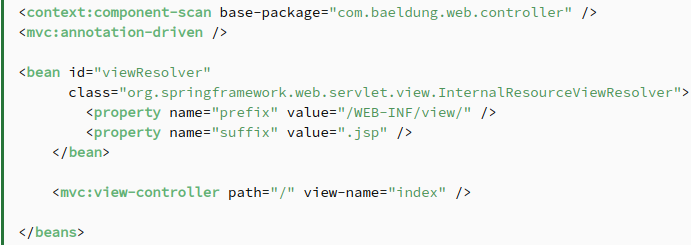 <context:component-scan base-package="com.baeldung.web.controller" />
<mvc:annotation-driven />
<bean id="viewResolver"
class="org.springframework.web.servlet.view.InternalResourceViewResolver">
<property name="prefix" value="/WEB-INF/view/" />
<property name="suffix" value=".jsp" />
</bean>
<mvc:view-controller path="/" view-name="index" />
</beans>